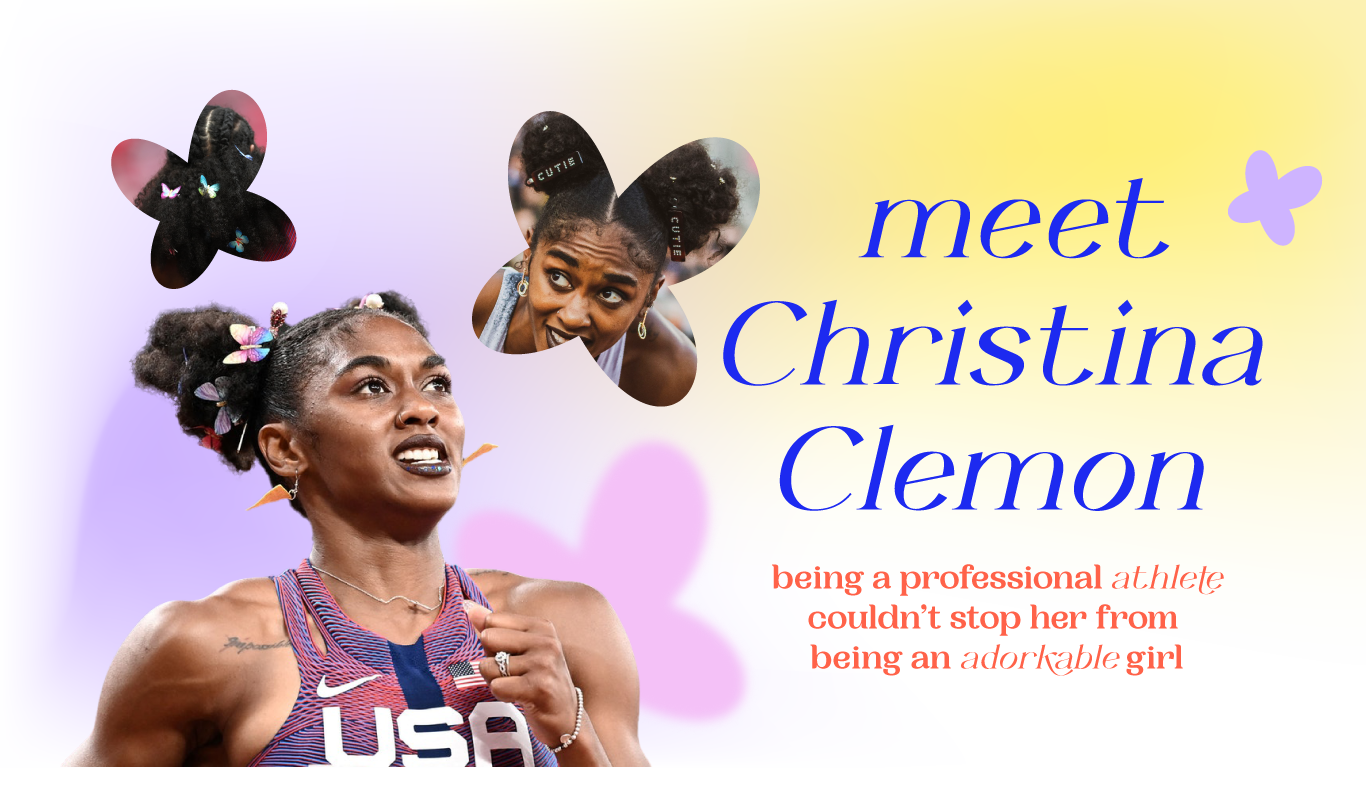 CUTIE
CUTIE
meet
Christina
Clemon
being a professional athlete
couldn't stop her from
being an adorkable girl
USA